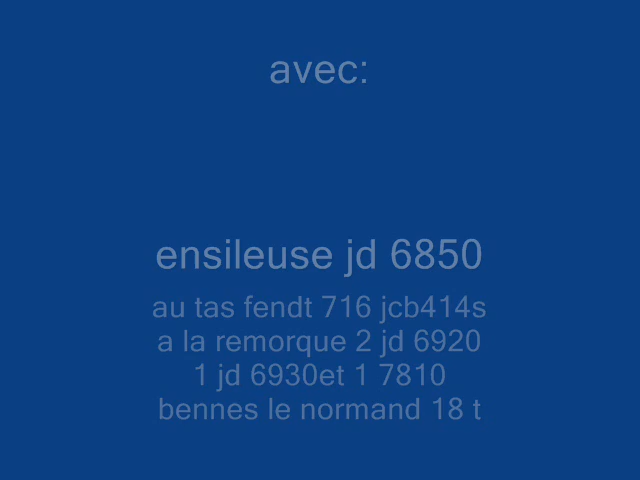 avec:
ensileuse jd 6850
au tas fendt 716 jcb414s
a la remorque 2 jd 6920
1 jd 6930et 1 7810
bennes le normand 18 t